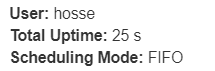 User: hosse
Total Uptime: 25 s
Scheduling Mode: FIFO